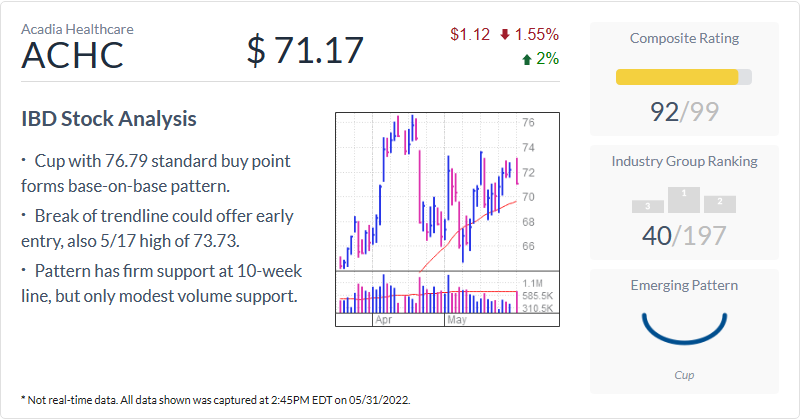 Acadia Healthcare
ACHC
$ 71.17
$1.12 1.55%
2%
IBD Stock Analysis
· Cup with 76.79 standard buy point
forms base-on-base pattern.
· Break of trendline could offer early
entry, also 5/17 high of 73.73.
· Pattern has firm support at 10-week
line, but only modest volume support.
76
74
72
70
68
66
1.1M
585.5K
310.5K
Apr May
Composite Rating
92/99
Industry Group Ranking
3 1 2
40/197
Emerging Pattern
Cup
* Not real-time data. All data shown was captured at 2:45PM EDT on 05/31/2022.